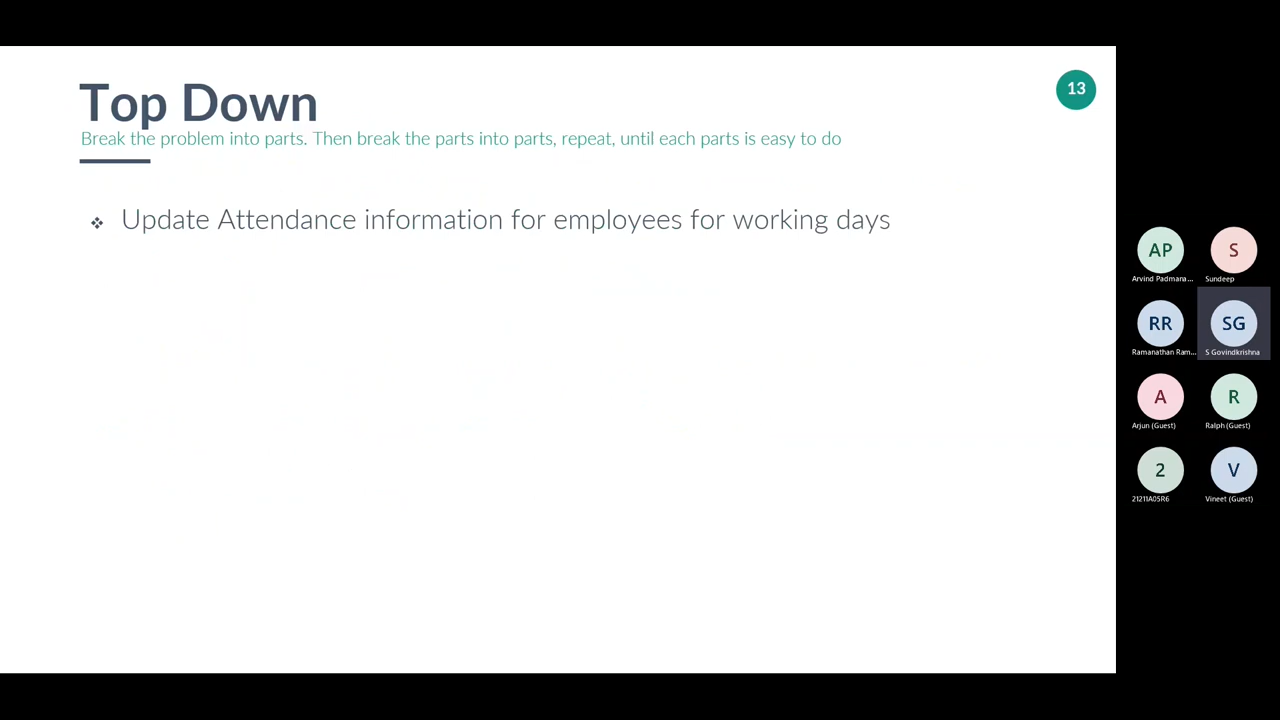 Top Down
13
Break the problem into parts. Then break the parts into parts, repeat, until each parts is easy to do
Update Attendance information for employees for working days
AP
Arvind Padmana...
S
Sundeep
RR
Ramanathan Ram...
SG
S Govindkrishna
A
Arjun (Guest)
R
Ralph (Guest)
2
21211A05R6
V
Vineet (Guest)